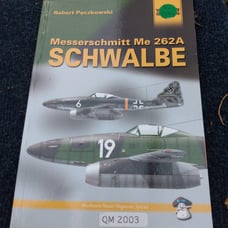 Robert Pęczkowski
Messerschmitt Me 262A
SCHWALBE
6
19
QM 2003